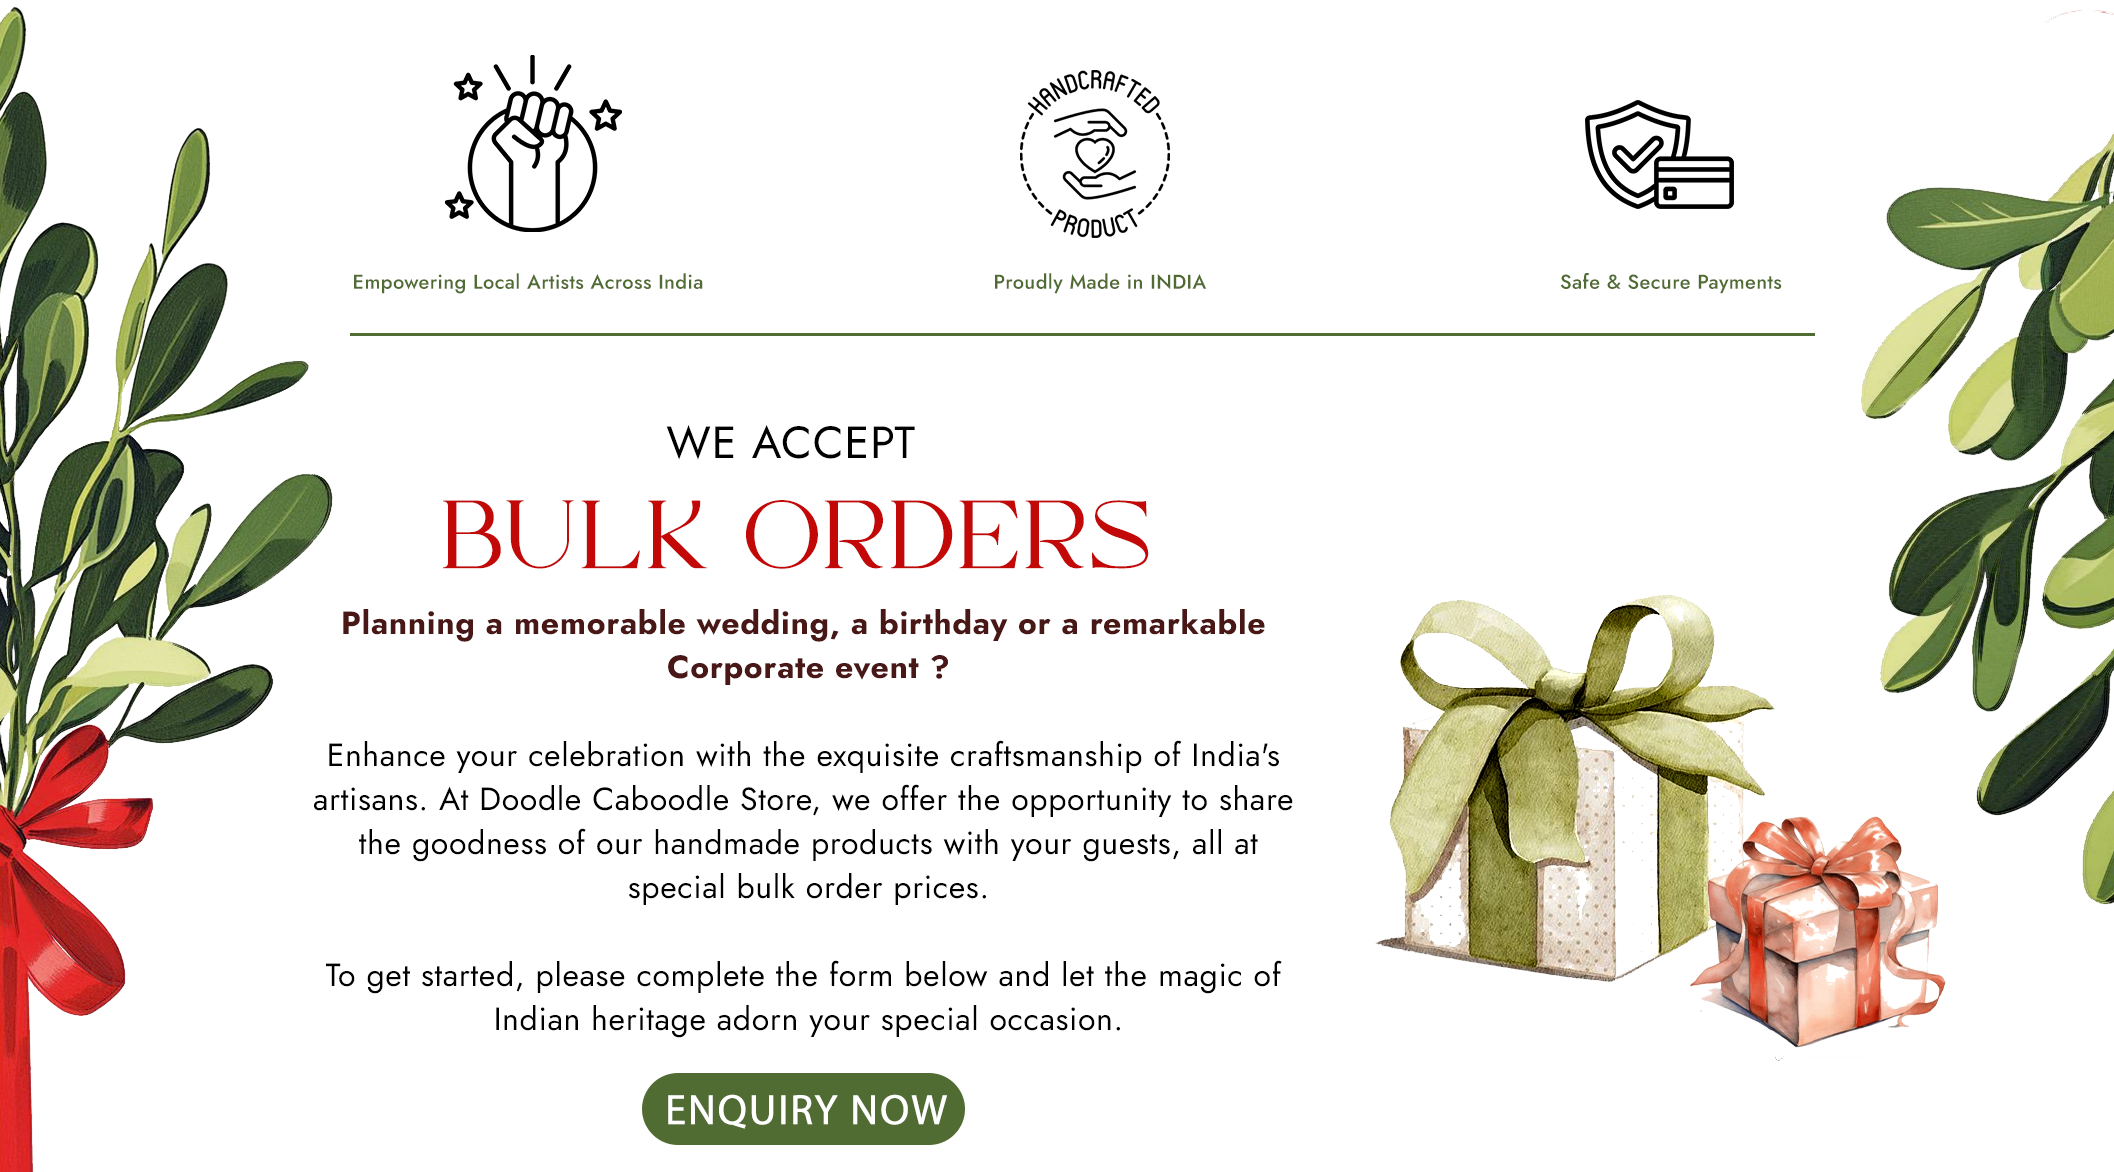 HANDCRAFTED
PRODUCT
Empowering Local Artists Across India
Proudly Made in INDIA
Safe & Secure Payments
WE ACCEPT
BULK ORDERS
Planning a memorable wedding, a birthday or a remarkable
Corporate event ?
Enhance your celebration with the exquisite craftsmanship of India's
artisans. At Doodle Caboodle Store, we offer the opportunity to share
the goodness of our handmade products with your guests, all at
special bulk order prices.
To get started, please complete the form below and let the magic of
Indian heritage adorn your special occasion.
ENQUIRY NOW